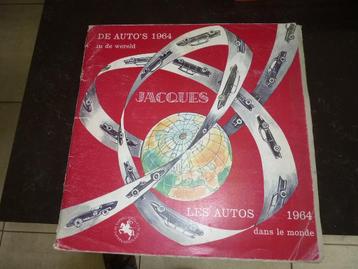 DE AUTO'S 1964
in de wereld
JACQUES
LES AUTOS 1964
dans le monde